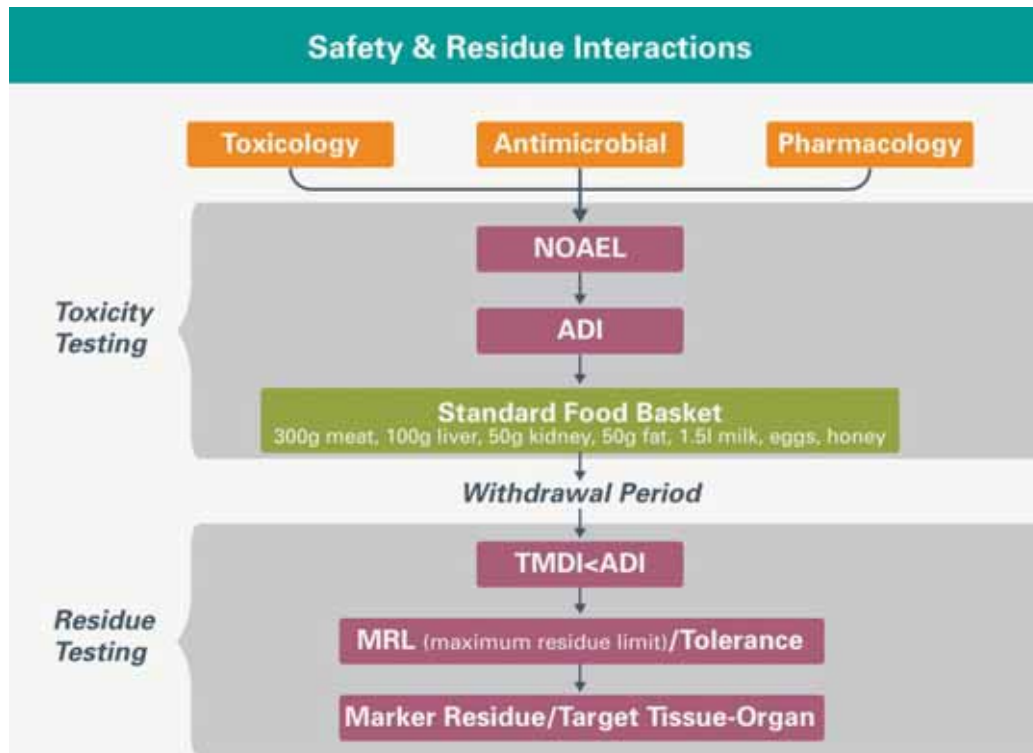 Safety & Residue Interactions
Toxicology
Antimicrobial
Pharmacology
Toxicity
Testing
NOAEL
ADI
Standard Food Basket
300g meat, 100g liver, 50g kidney, 50g fat, 1.5l milk, eggs, honey
Withdrawal Period
Residue
Testing
TMDI<ADI
MRL (maximum residue limit)/Tolerance
Marker Residue/Target Tissue-Organ